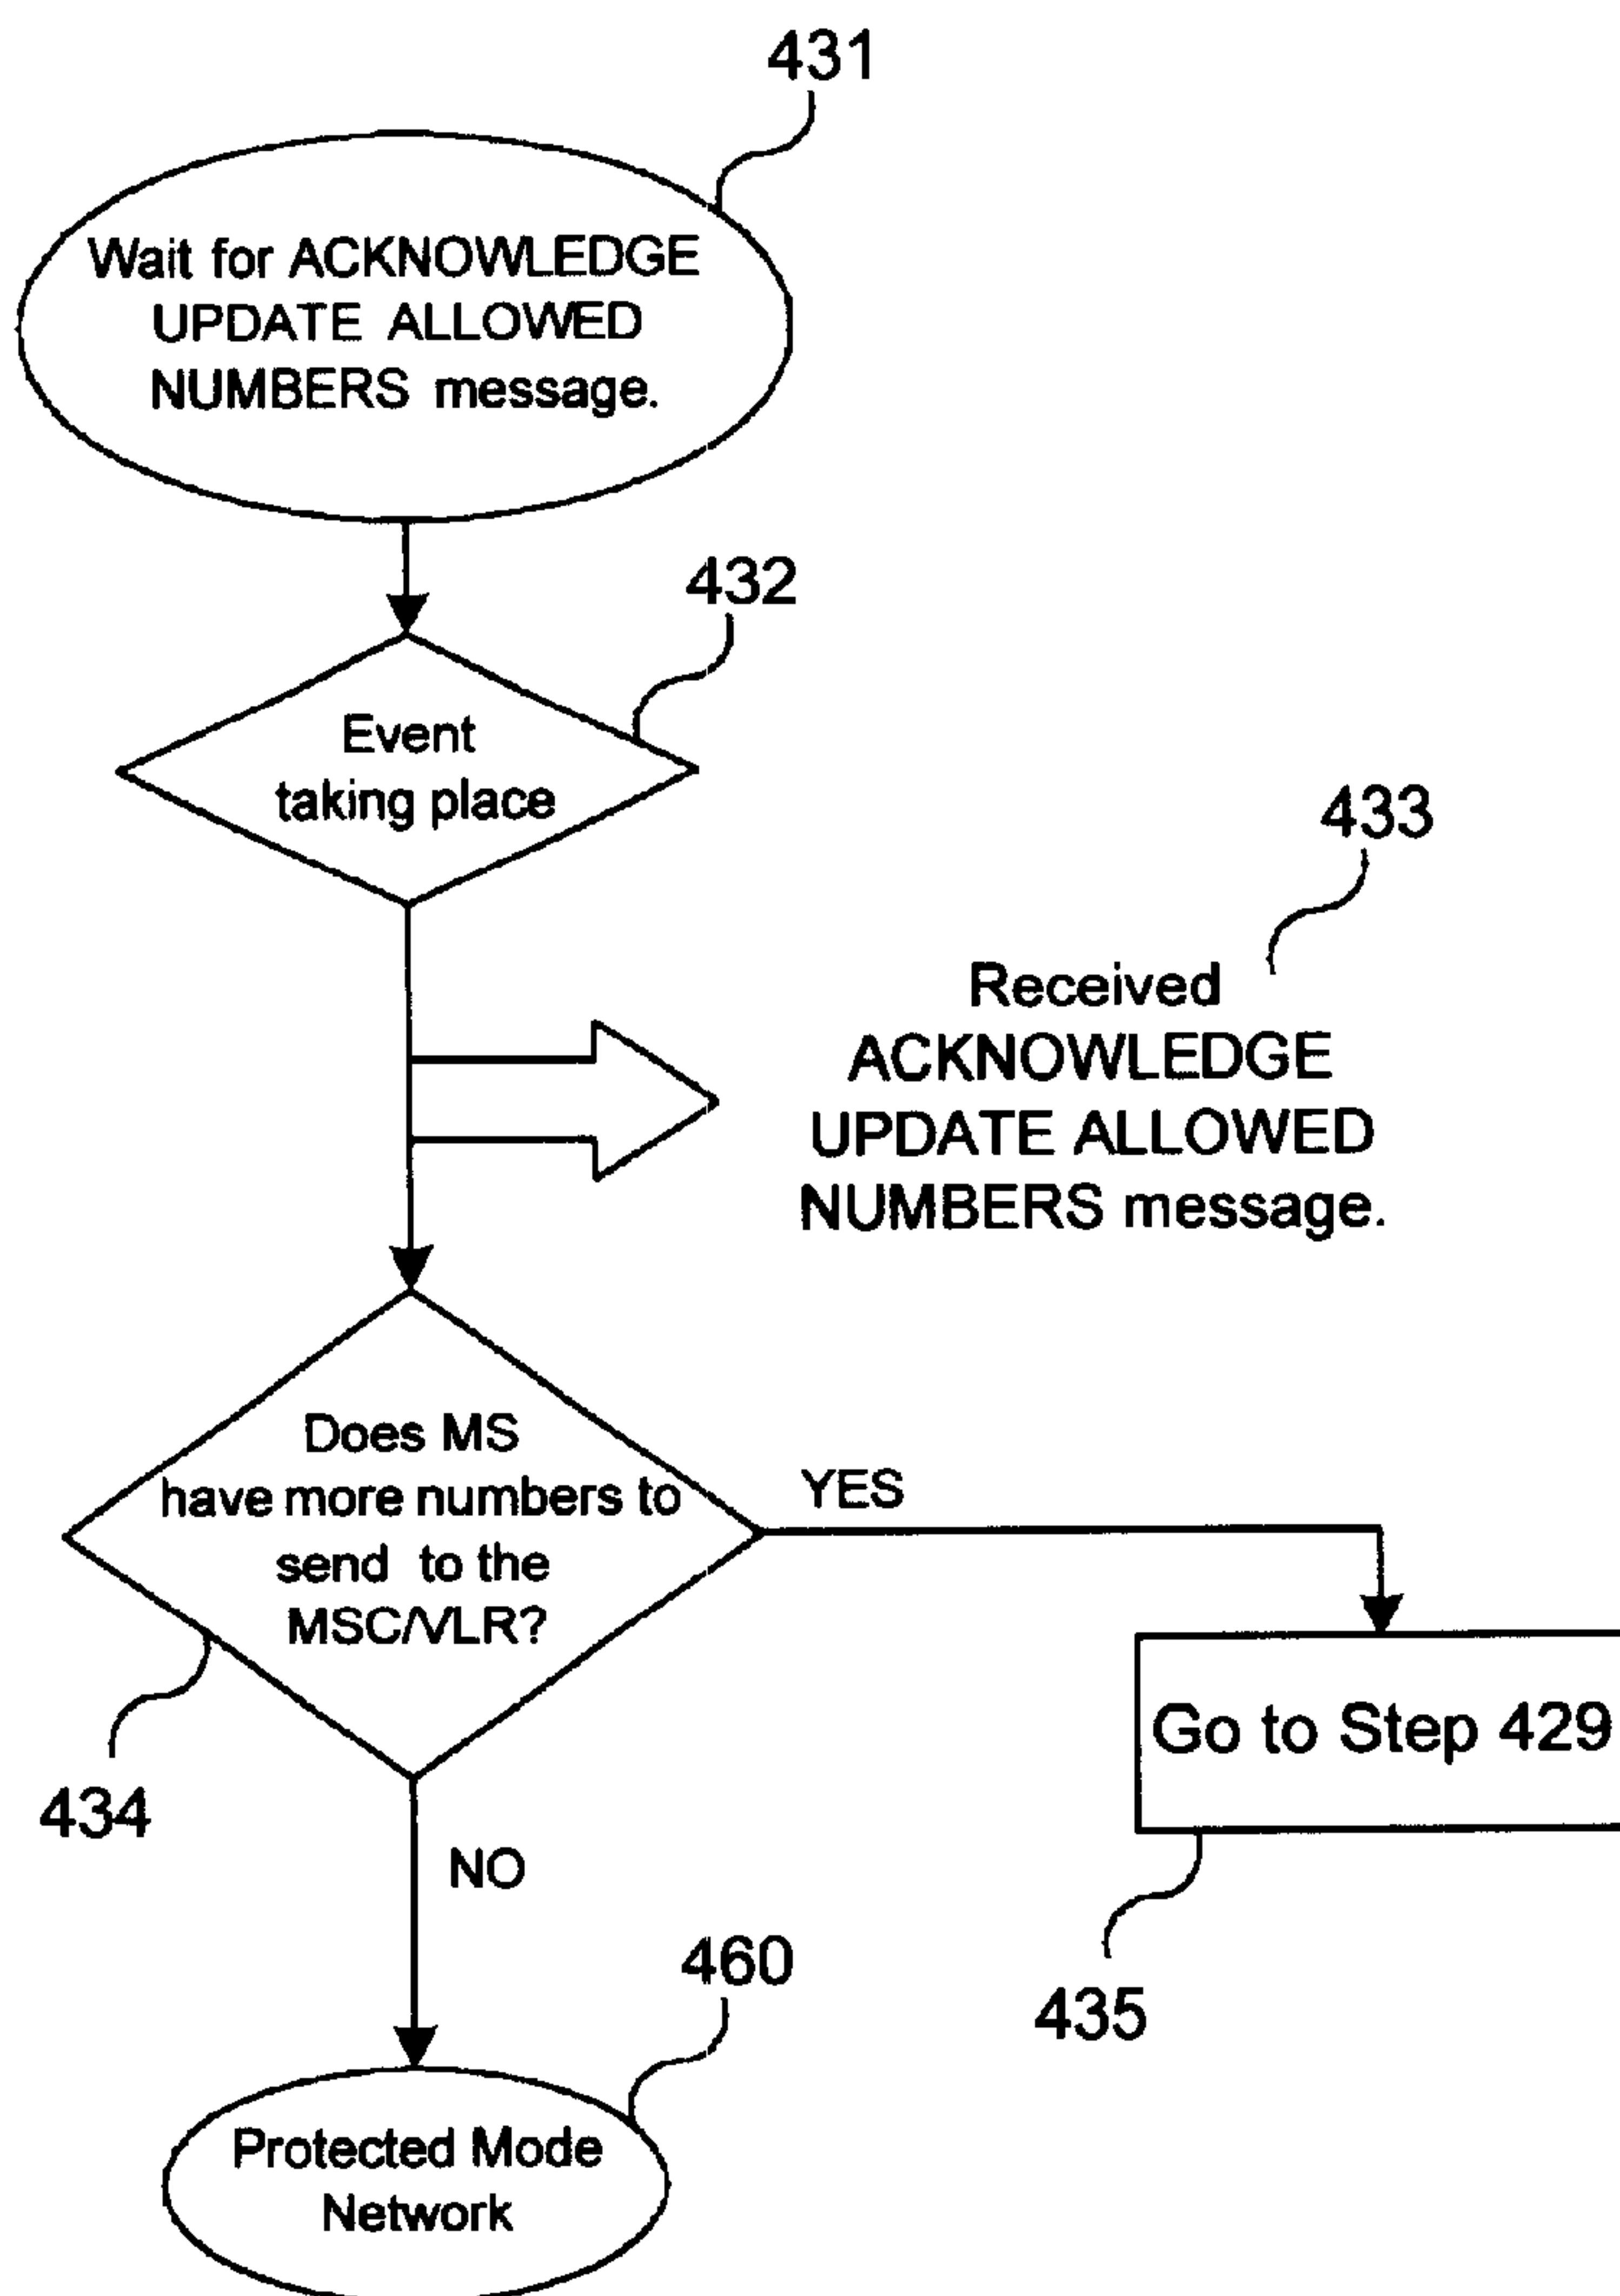 431
Wait for ACKNOWLEDGE
UPDATE ALLOWED
NUMBERS message.
432
Event
taking place
433
Received
ACKNOWLEDGE
UPDATE ALLOWED
NUMBERS message.
Does MS
have more numbers to
send to the
MSC/VLR?
YES
434
Go to Step 429
435
NO
460
Protected Mode
Network